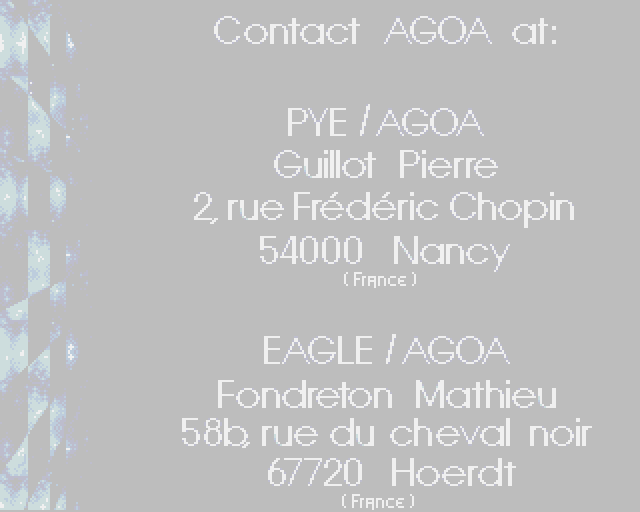 Contact AGOA at:
PYE / AGOA
Guillot Pierre
2, rue Frédéric Chopin
54000 Nancy
(France)
EAGLE / AGOA
Fondreton Mathieu
58b, rue du cheval noir
67720 Hoerdt
(France)